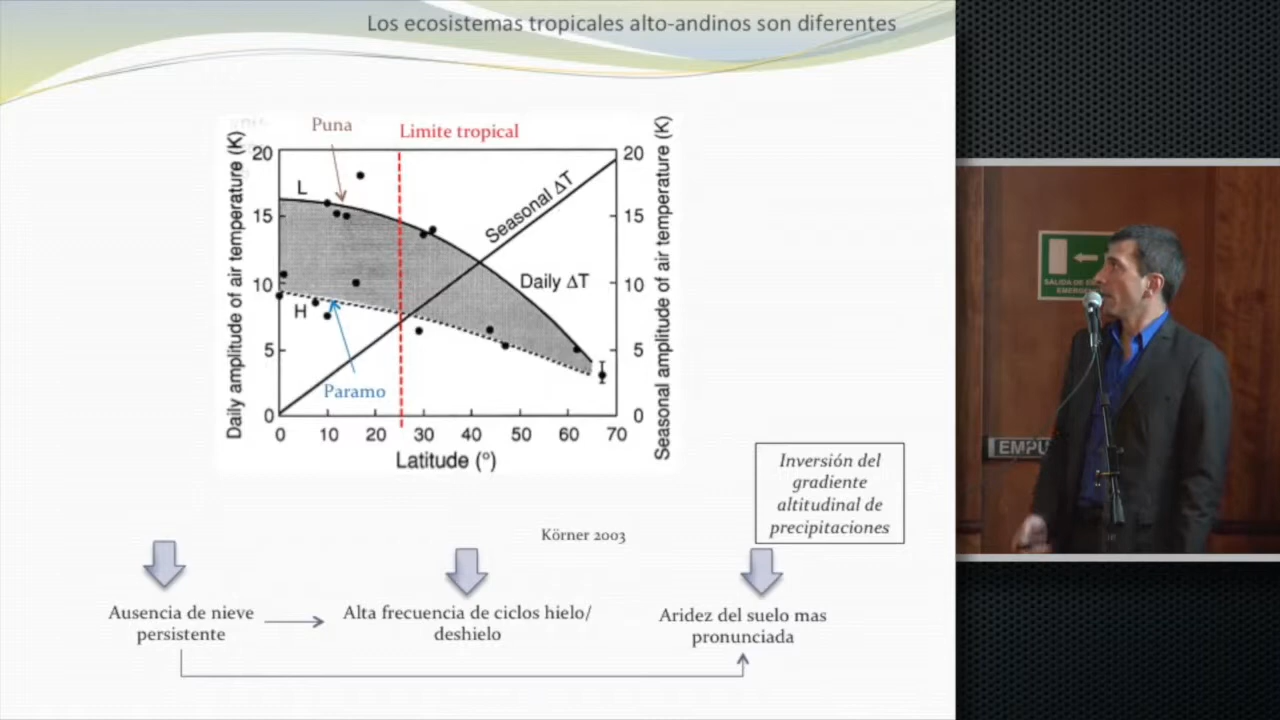 Los ecosistemas tropicales alto-andinos son diferentes
Puna
Limite tropical
Daily amplitude of air temperature (K)
20
15
10
5
0
L
H
Seasonal ΔT
Daily ΔT
Paramo
20
15
10
5
0
Seasonal amplitude of air temperature (K)
0 10 20 30 40 50 60 70
Latitude (°)
Körner 2003
Inversión del
gradiente
altitudinal de
precipitaciones
Ausencia de nieve
persistente
Alta frecuencia de ciclos hielo/
deshielo
Aridez del suelo mas
pronunciada
SALIDA DE
EMPU